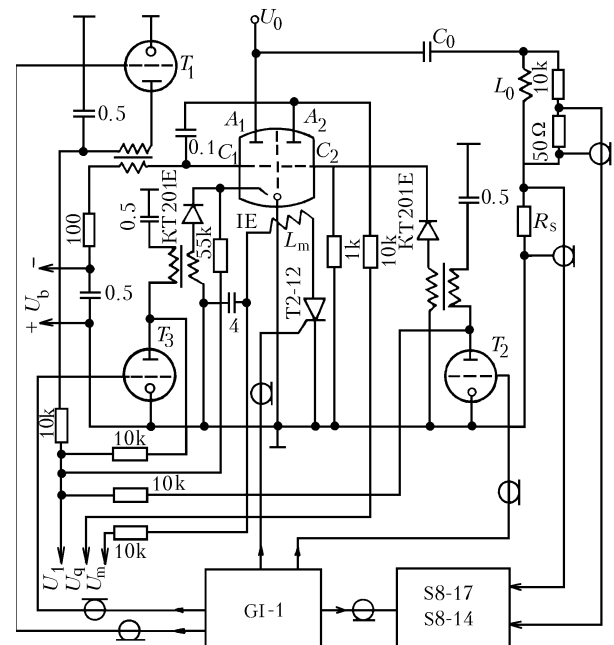 U0
C0
T1
L0
10k
50Ω
0.5
A1
A2
0.1
C1
C2
KT201E
0.5
IE
55k
Lm
KT201E
0.5
Rs
100
−
Ub
+
0.5
4
T2-12
1k
10k
T3
T2
10k
10k
10k
10k
U1
Uq
Um
GI-1
S8-17
S8-14